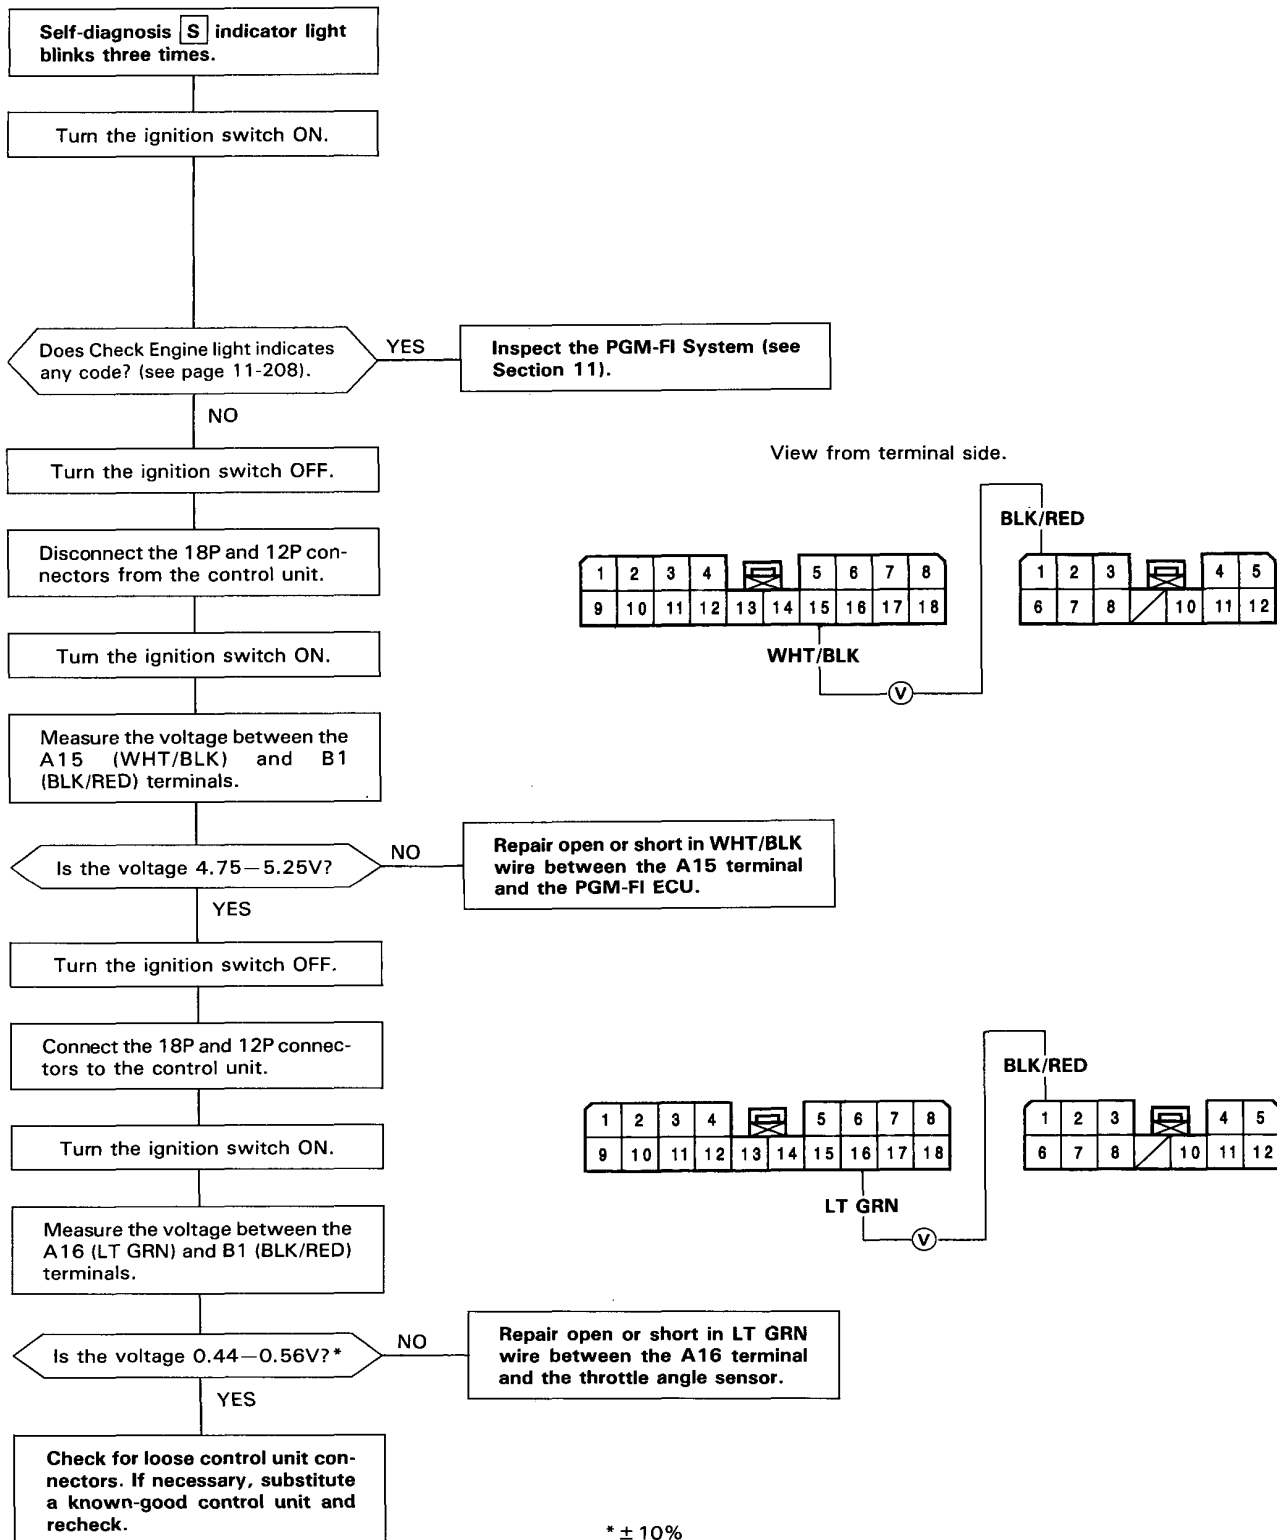 Self-diagnosis S indicator light
blinks three times.
Turn the ignition switch ON.
Does Check Engine light indicates
any code? (see page 11-208).
YES
Inspect the PGM-FI System (see
Section 11).
NO
Turn the ignition switch OFF.
Disconnect the 18P and 12P con-
nectors from the control unit.
Turn the ignition switch ON.
Measure the voltage between the
A15 (WHT/BLK) and B1
(BLK/RED) terminals.
View from terminal side.
BLK/RED
1 2 3 4 5 6 7 8
9 10 11 12 13 14 15 16 17 18
1 2 3 4 5
6 7 8 10 11 12
WHT/BLK
V
Is the voltage 4.75—5.25V?
NO
Repair open or short in WHT/BLK
wire between the A15 terminal
and the PGM-FI ECU.
YES
Turn the ignition switch OFF.
Connect the 18P and 12P connec-
tors to the control unit.
Turn the ignition switch ON.
Measure the voltage between the
A16 (LT GRN) and B1 (BLK/RED)
terminals.
BLK/RED
1 2 3 4 5 6 7 8
9 10 11 12 13 14 15 16 17 18
1 2 3 4 5
6 7 8 10 11 12
LT GRN
V
Is the voltage 0.44—0.56V?*
NO
Repair open or short in LT GRN
wire between the A16 terminal
and the throttle angle sensor.
YES
Check for loose control unit con-
nectors. If necessary, substitute
a known-good control unit and
recheck.
* ±10%